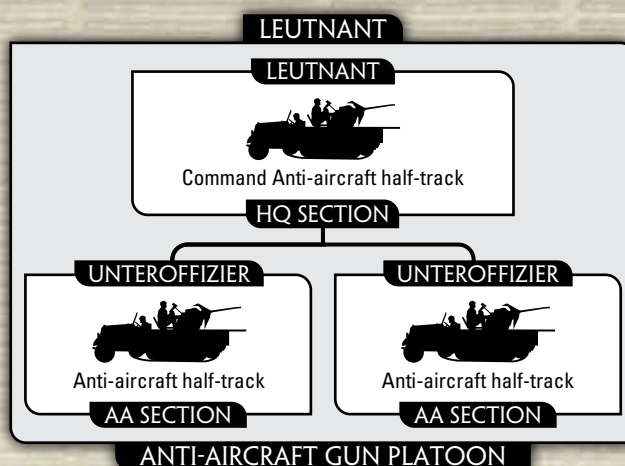 LEUTNANT
LEUTNANT
Command Anti-aircraft half-track
HQ SECTION
UNTEROFFIZIER
Anti-aircraft half-track
AA SECTION
UNTEROFFIZIER
Anti-aircraft half-track
AA SECTION
ANTI-AIRCRAFT GUN PLATOON